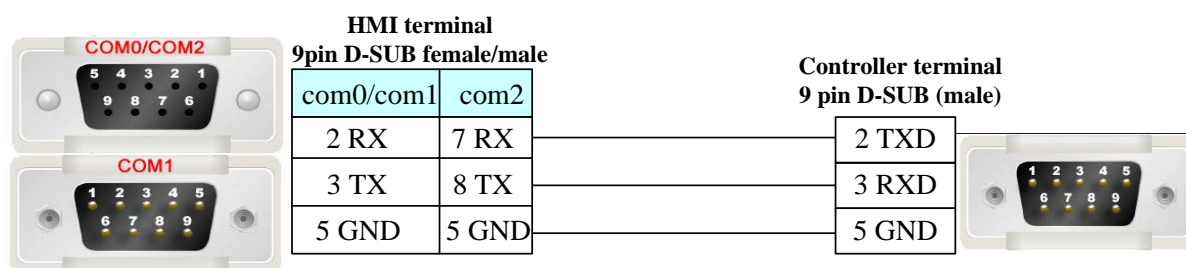 HMI terminal
9pin D-SUB female/male
COM0/COM2
5 4 3 2 1
9 8 7 6
COM1
1 2 3 4 5
6 7 8 9
com0/com1 com2
2 RX 7 RX
3 TX 8 TX
5 GND 5 GND
Controller terminal
9 pin D-SUB (male)
2 TXD
3 RXD
5 GND
1 2 3 4 5
6 7 8 9